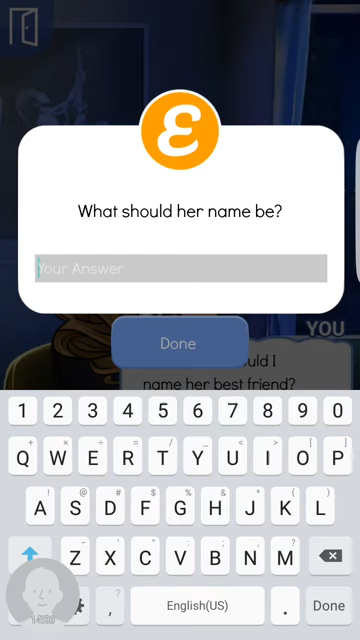 What should her name be?
Your Answer
Done
YOU
uld I
name her best friend?
1 2 3 4 5 6 7 8 9 0
Q W E R T Y U I O P
A S D F G H J K L
Z X C V B N M
, English(US) . Done